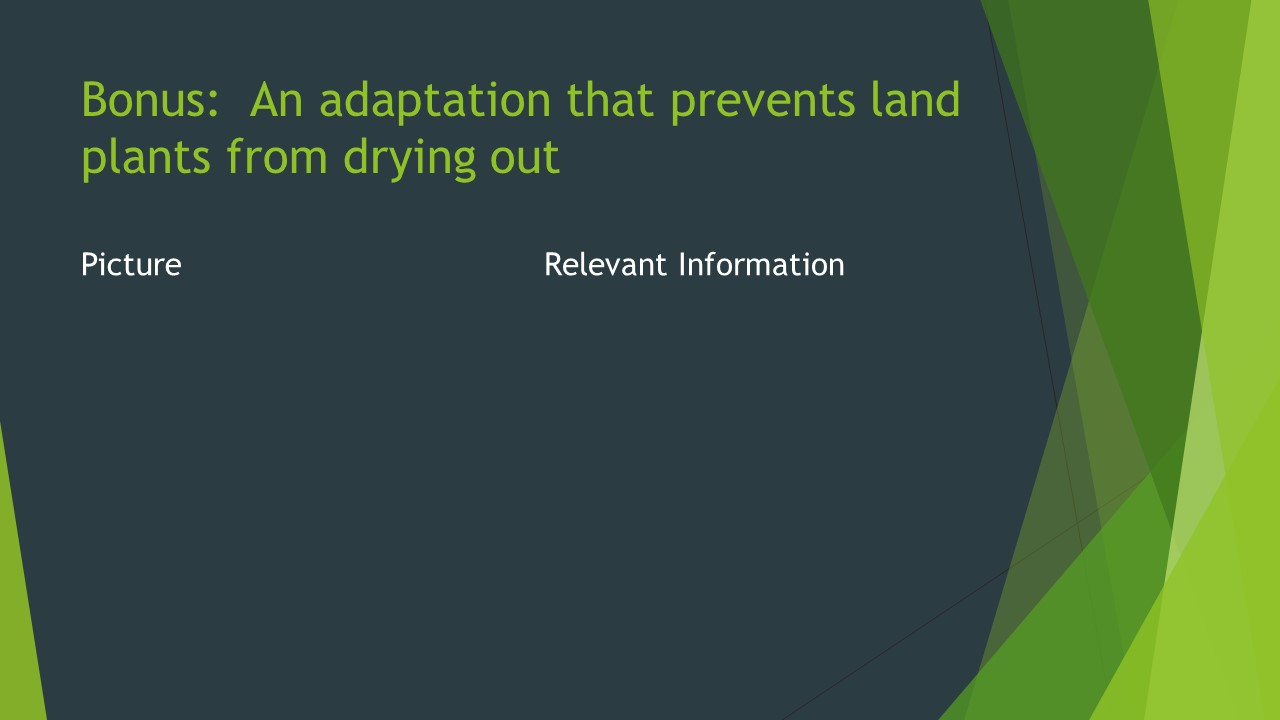 Bonus:  An adaptation that prevents land
plants from drying out
Picture
Relevant Information